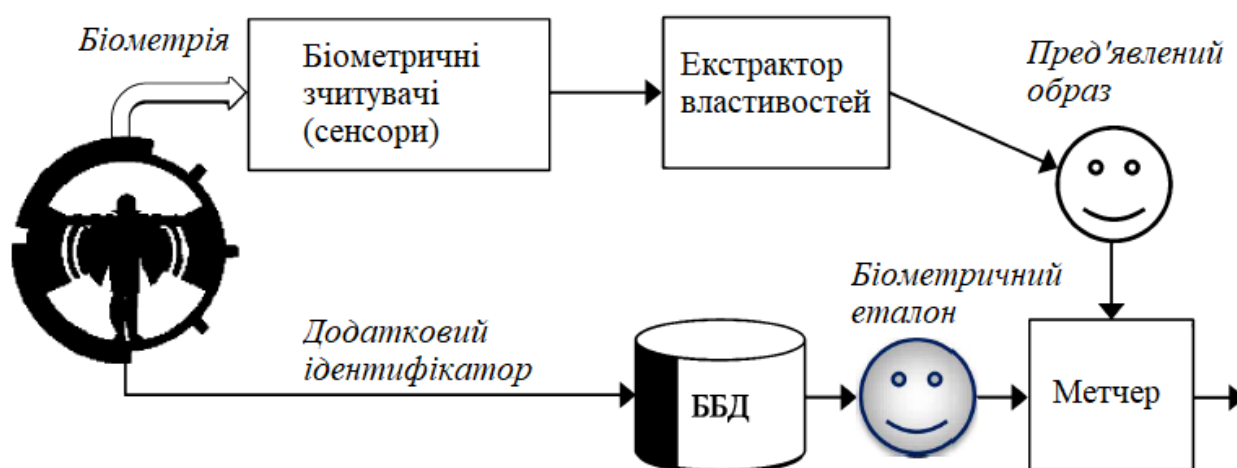 Біометрія
Біометричні
зчитувачі
(сенсори)
Екстрактор
властивостей
Пред'явлений
образ
Біометричний
еталон
Додатковий
ідентифікатор
ББД
Метчер